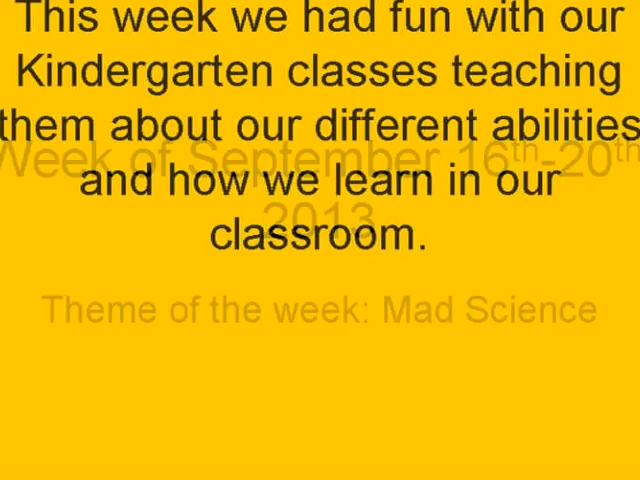 This week we had fun with our
Kindergarten classes teaching
them about our different abilities
Week of September 16th-20th
and how we learn in our
2013
classroom.
Theme of the week: Mad Science